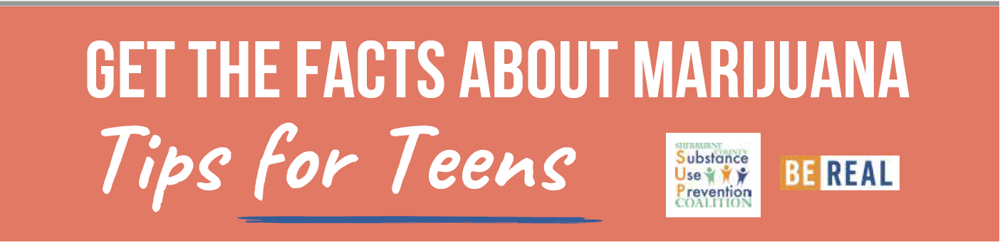 GET THE FACTS ABOUT MARIJUANA
Tips for Teens
SHERBURNE
COUNTY
Substance
Use
Prevention
COALITION
BE REAL